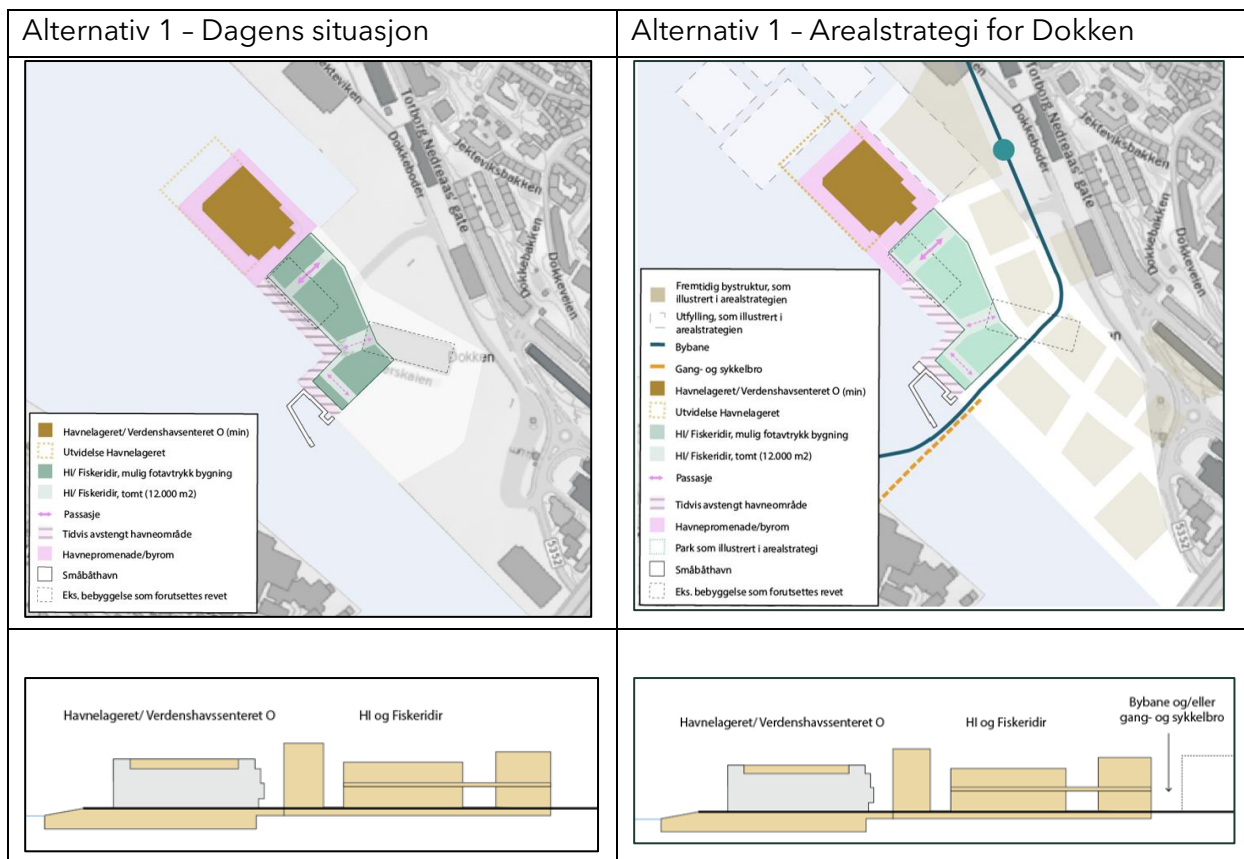 Alternativ 1 – Dagens situasjon
Alternativ 1 – Arealstrategi for Dokken
Jekteviken
Torborg Nedreaas' gate
Dokkeboder
Jekteviksbakken
Dokkebakken
Dokkeveien
Dokken
erskaien
5352
Havnelageret/ Verdenshavsenteret O (min)
Utvidelse Havnelageret
HI/ Fiskeridir, mulig fotavtrykk bygning
HI/ Fiskeridir, tomt (12.000 m2)
Passasje
Tidvis avstengt havneområde
Havnepromenade/byrom
Småbåthavn
Eks. bebyggelse som forutsettes revet
Jekteviken
Torborg Nedreaas' gate
Dokkeboder
Jekteviksbakken
Dokkebakken
Dokkeveien
en
5352
Fremtidig bystruktur, som
illustrert i arealstrategien
Utfylling, som illustrert i
arealstrategien
Bybane
Gang- og sykkelbro
Havnelageret/ Verdenshavsenteret O (min)
Utvidelse Havnelageret
HI/ Fiskeridir, mulig fotavtrykk bygning
HI/ Fiskeridir, tomt (12.000 m2)
Passasje
Tidvis avstengt havneområde
Havnepromenade/byrom
Park som illustrert i arealstrategi
Småbåthavn
Eks. bebyggelse som forutsettes revet
Havnelageret/ Verdenshavssenteret O
HI og Fiskeridir
Havnelageret/ Verdenshavssenteret O
HI og Fiskeridir
Bybane og/eller
gang- og sykkelbro